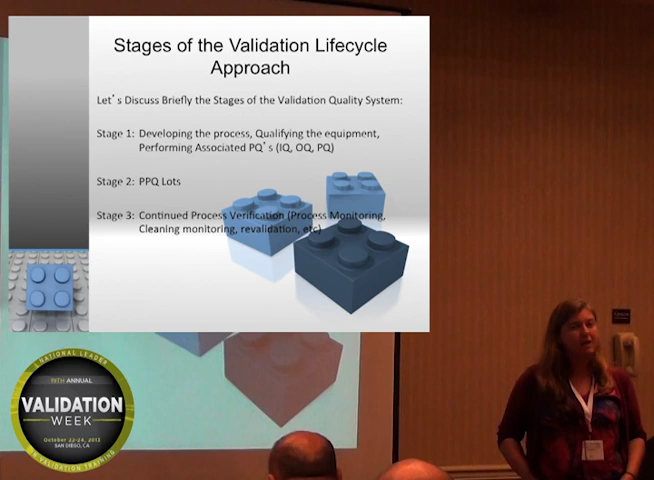 Stages of the Validation Lifecycle
Approach
Let's Discuss Briefly the Stages of the Validation Quality System:
Stage 1: Developing the process, Qualifying the equipment,
Performing Associated PQ's (IQ, OQ, PQ)
Stage 2: PPQ Lots
Stage 3: Continued Process Verification (Process Monitoring,
Cleaning monitoring, revalidation, etc)
A NATIONAL LEADER
ANNUAL
VALIDATION
WEEK
October 22-24, 2013
SAN DIEGO, CA
IN VALIDATION TRAINING